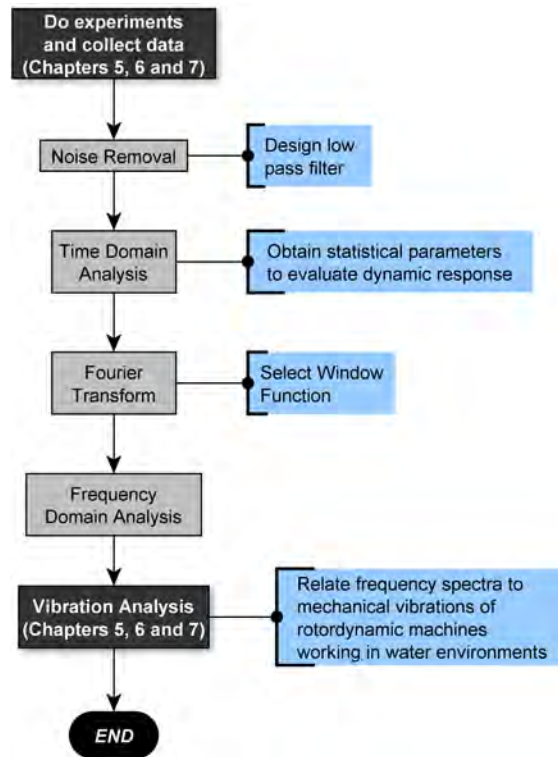 Do experiments
and collect data
(Chapters 5, 6 and 7)
Noise Removal
Design low
pass filter
Time Domain
Analysis
Obtain statistical parameters
to evaluate dynamic response
Fourier
Transform
Select Window
Function
Frequency
Domain Analysis
Vibration Analysis
(Chapters 5, 6 and 7)
Relate frequency spectra to
mechanical vibrations of
rotordynamic machines
working in water environments
END